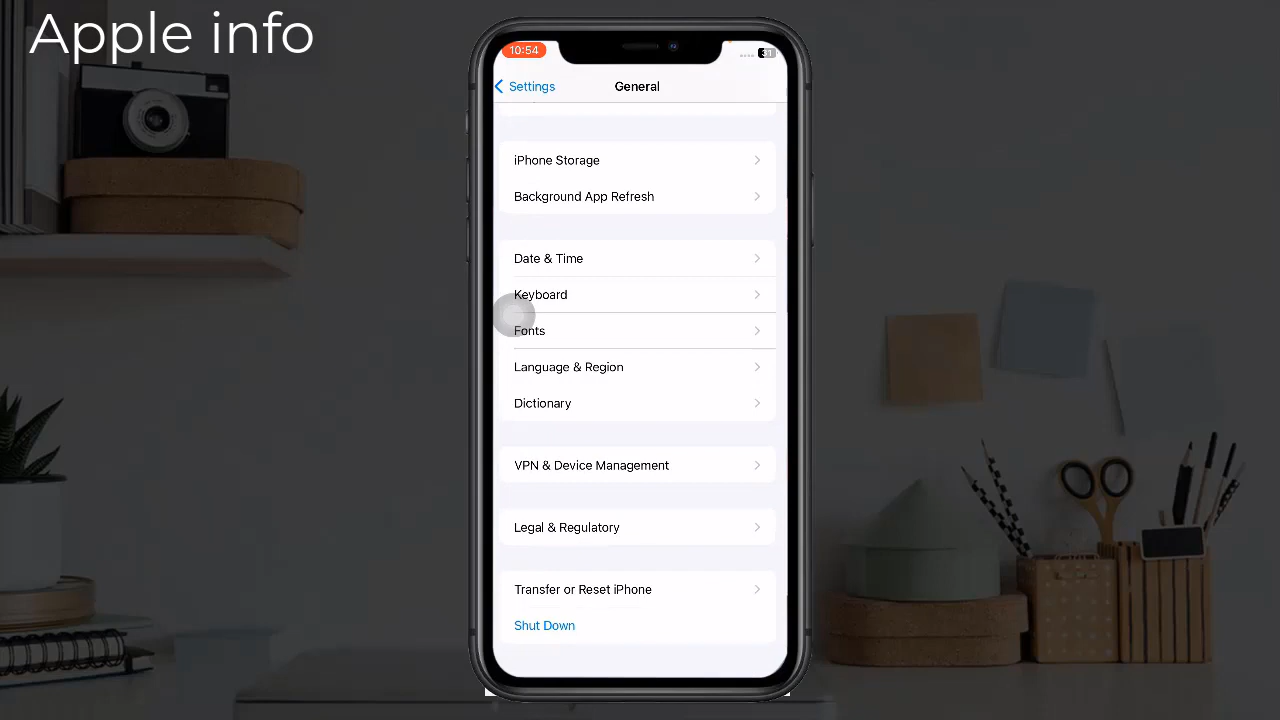 Apple info
10:54
31
Settings
General
iPhone Storage
Background App Refresh
Date & Time
Keyboard
Fonts
Language & Region
Dictionary
VPN & Device Management
Legal & Regulatory
Transfer or Reset iPhone
Shut Down